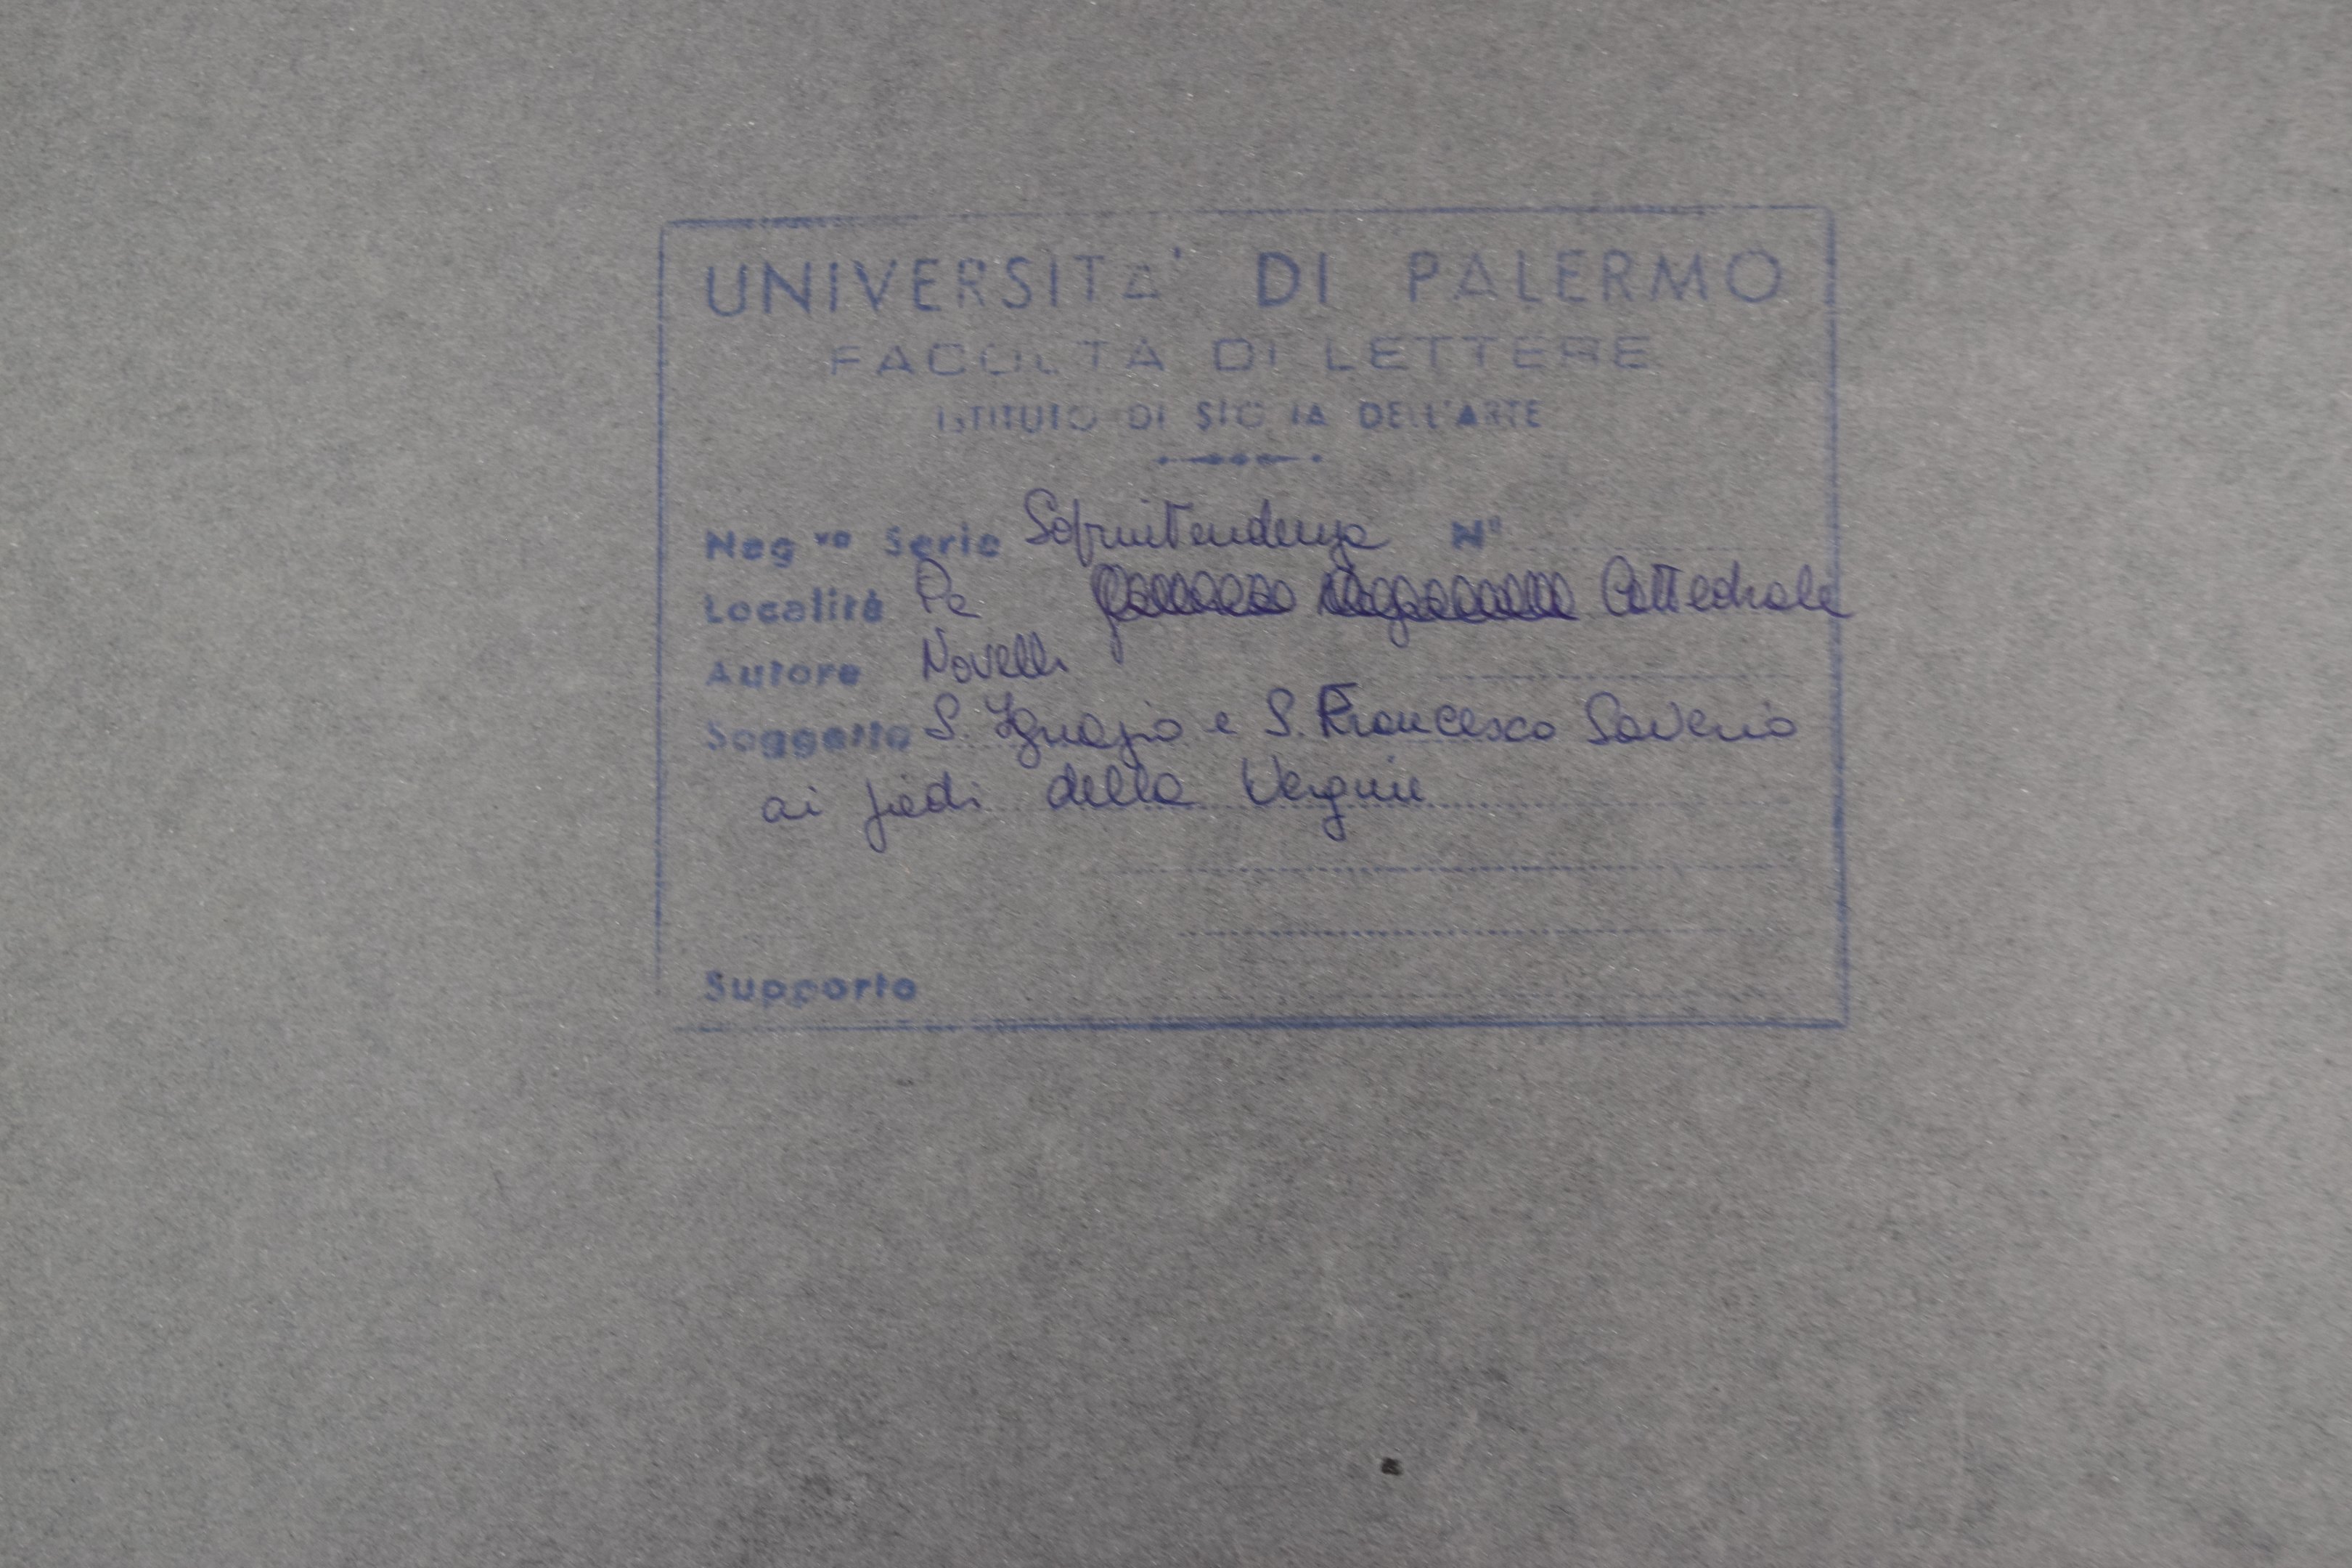 UNIVERSITA' DI PALERMO
FACOLTA DI LETTERE
ISTITUTO DI STORIA DELL'ARTE
Neg.vo Serie Soprintendenza N°
Località Pa Cattedrale
Autore Novelli
Soggetto S. Ignazio e S. Francesco Saverio
ai piedi della Vergine
Supporto